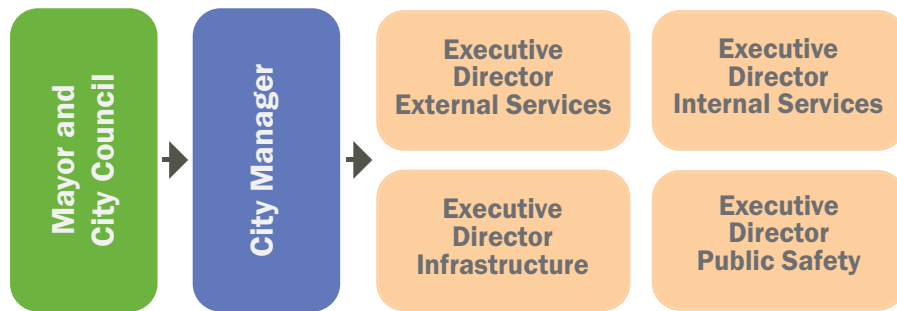 Mayor and
City Council
City Manager
Executive
Director
External Services
Executive
Director
Internal Services
Executive
Director
Infrastructure
Executive
Director
Public Safety